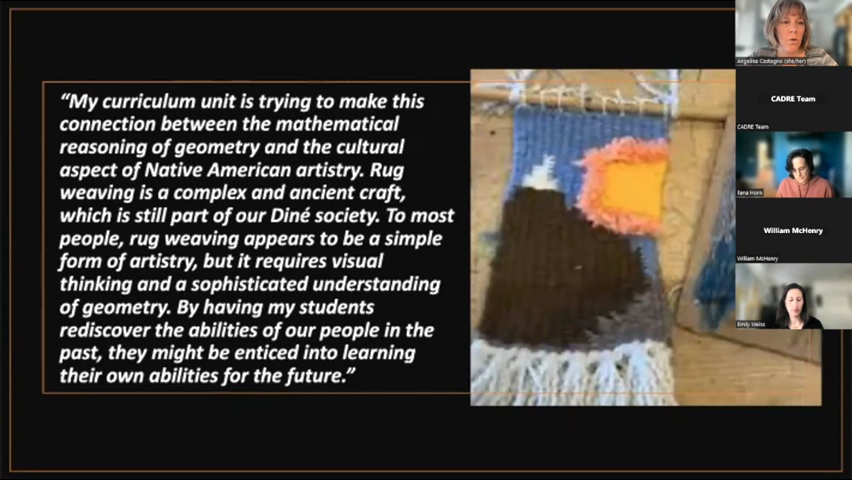 “My curriculum unit is trying to make this
connection between the mathematical
reasoning of geometry and the cultural
aspect of Native American artistry. Rug
weaving is a complex and ancient craft,
which is still part of our Diné society. To most
people, rug weaving appears to be a simple
form of artistry, but it requires visual
thinking and a sophisticated understanding
of geometry. By having my students
rediscover the abilities of our people in the
past, they might be enticed into learning
their own abilities for the future.”
Angelina Castagno (she/her)
CADRE Team
CADRE Team
Ilana Horn
William McHenry
William McHenry
Emily Weiss